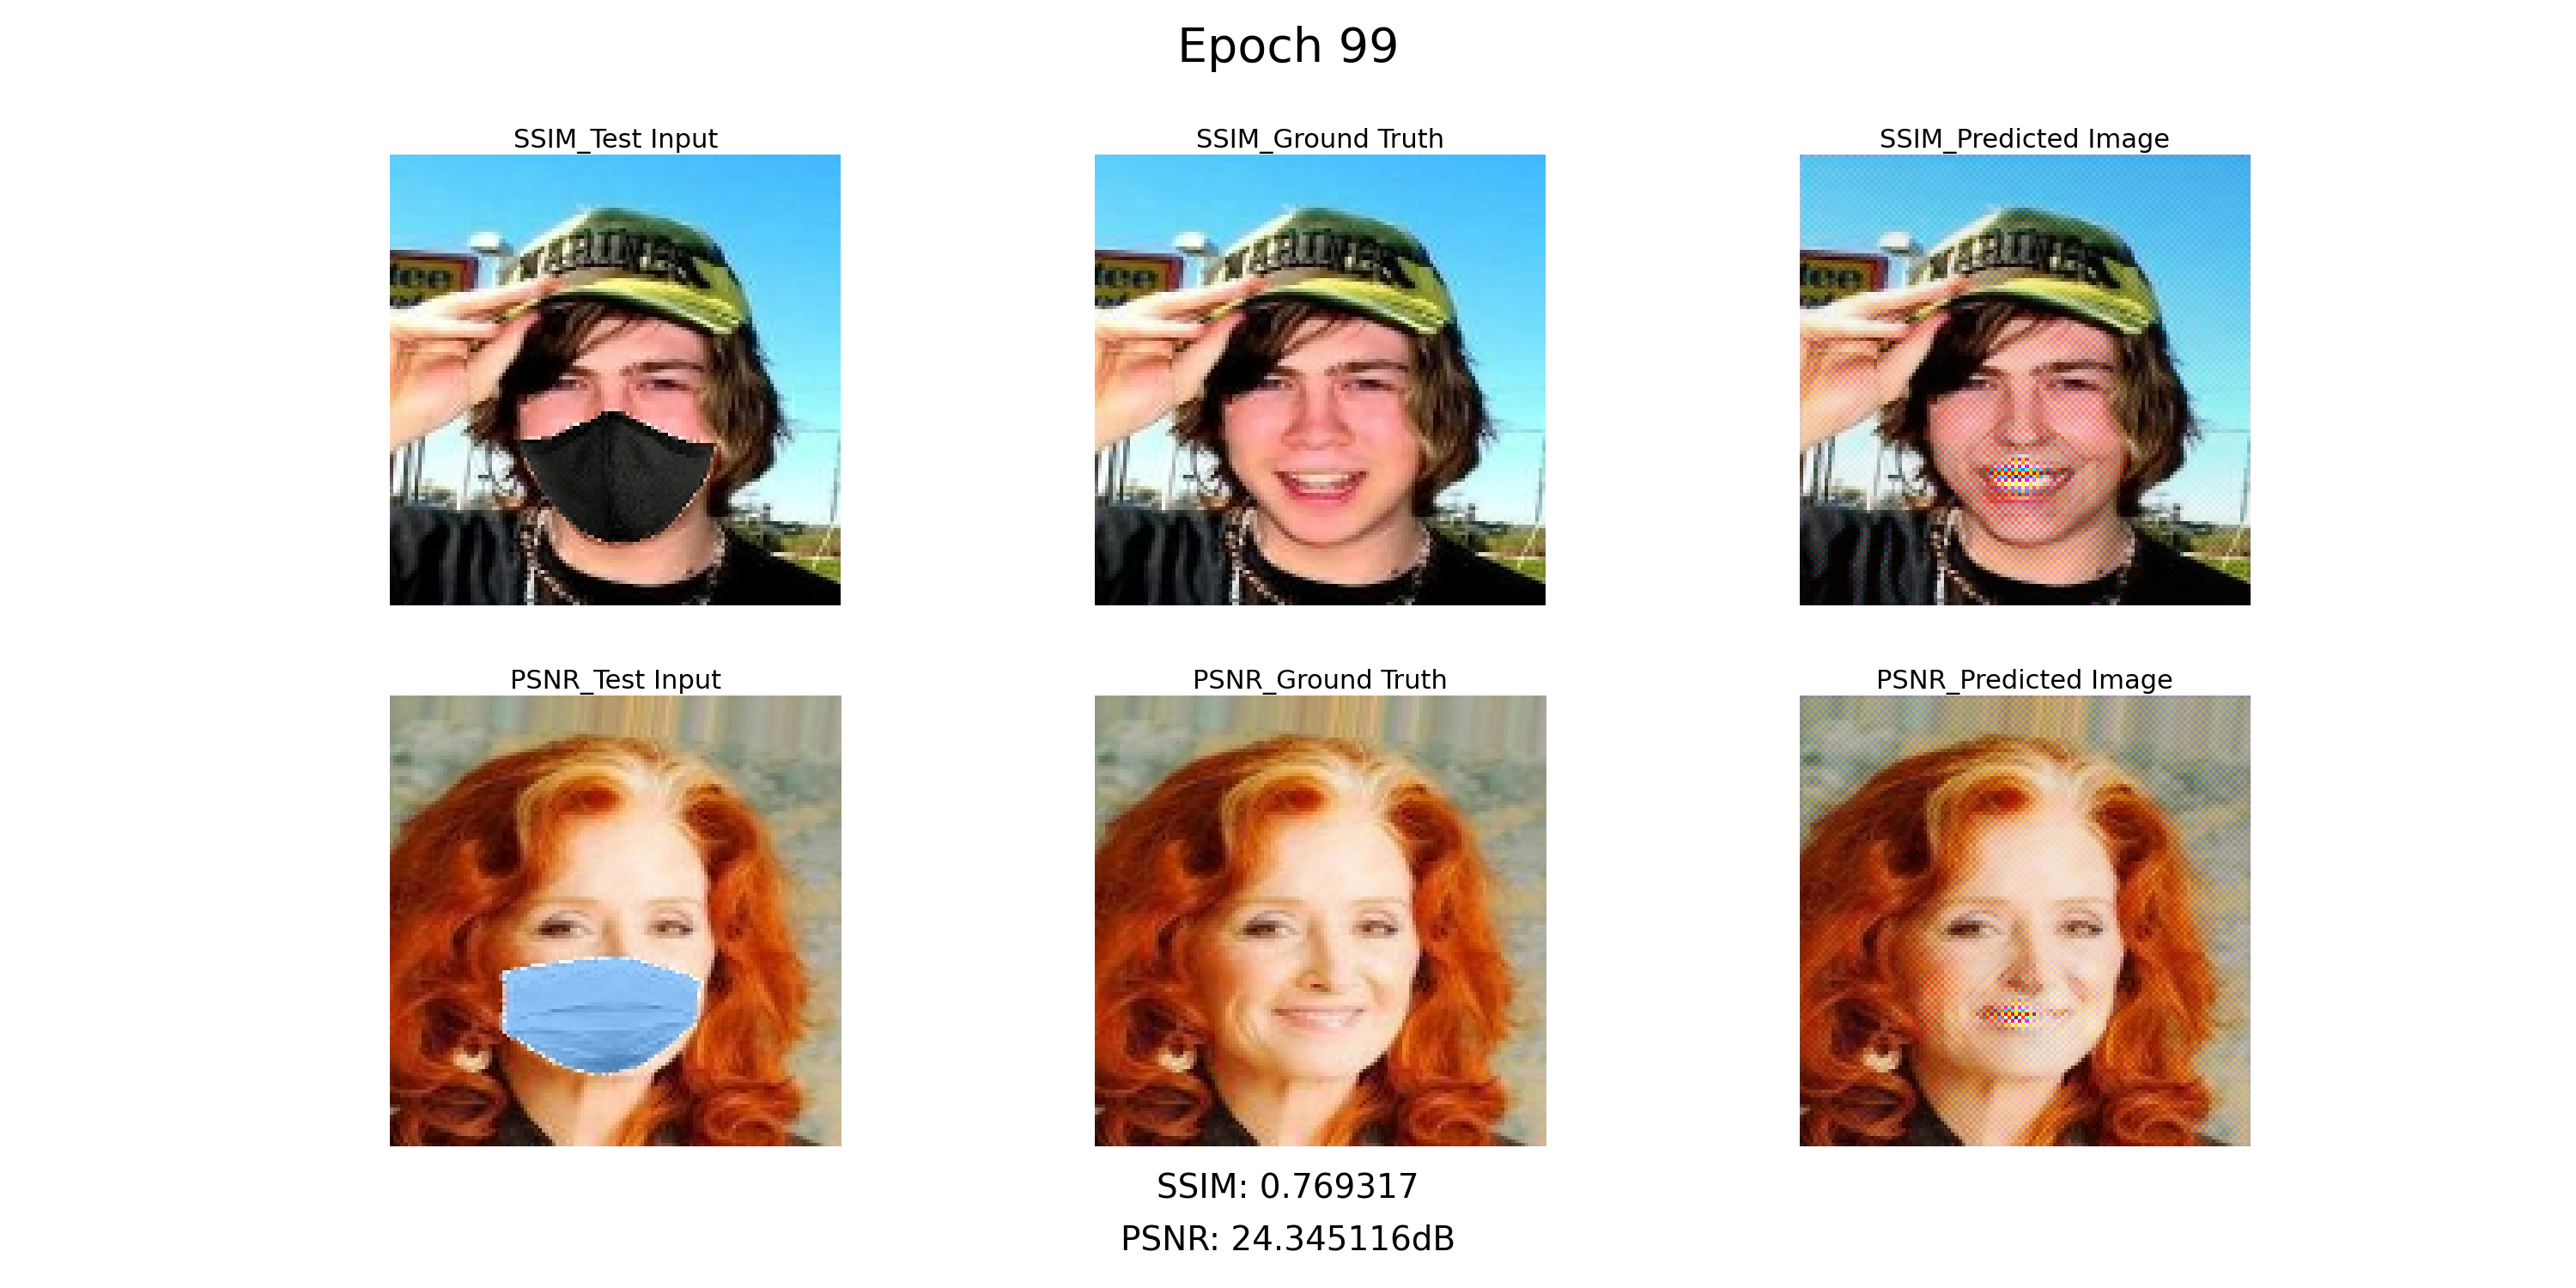 Epoch 99
SSIM_Test Input
SSIM_Ground Truth
SSIM_Predicted Image
PSNR_Test Input
PSNR_Ground Truth
PSNR_Predicted Image
SSIM: 0.769317
PSNR: 24.345116dB